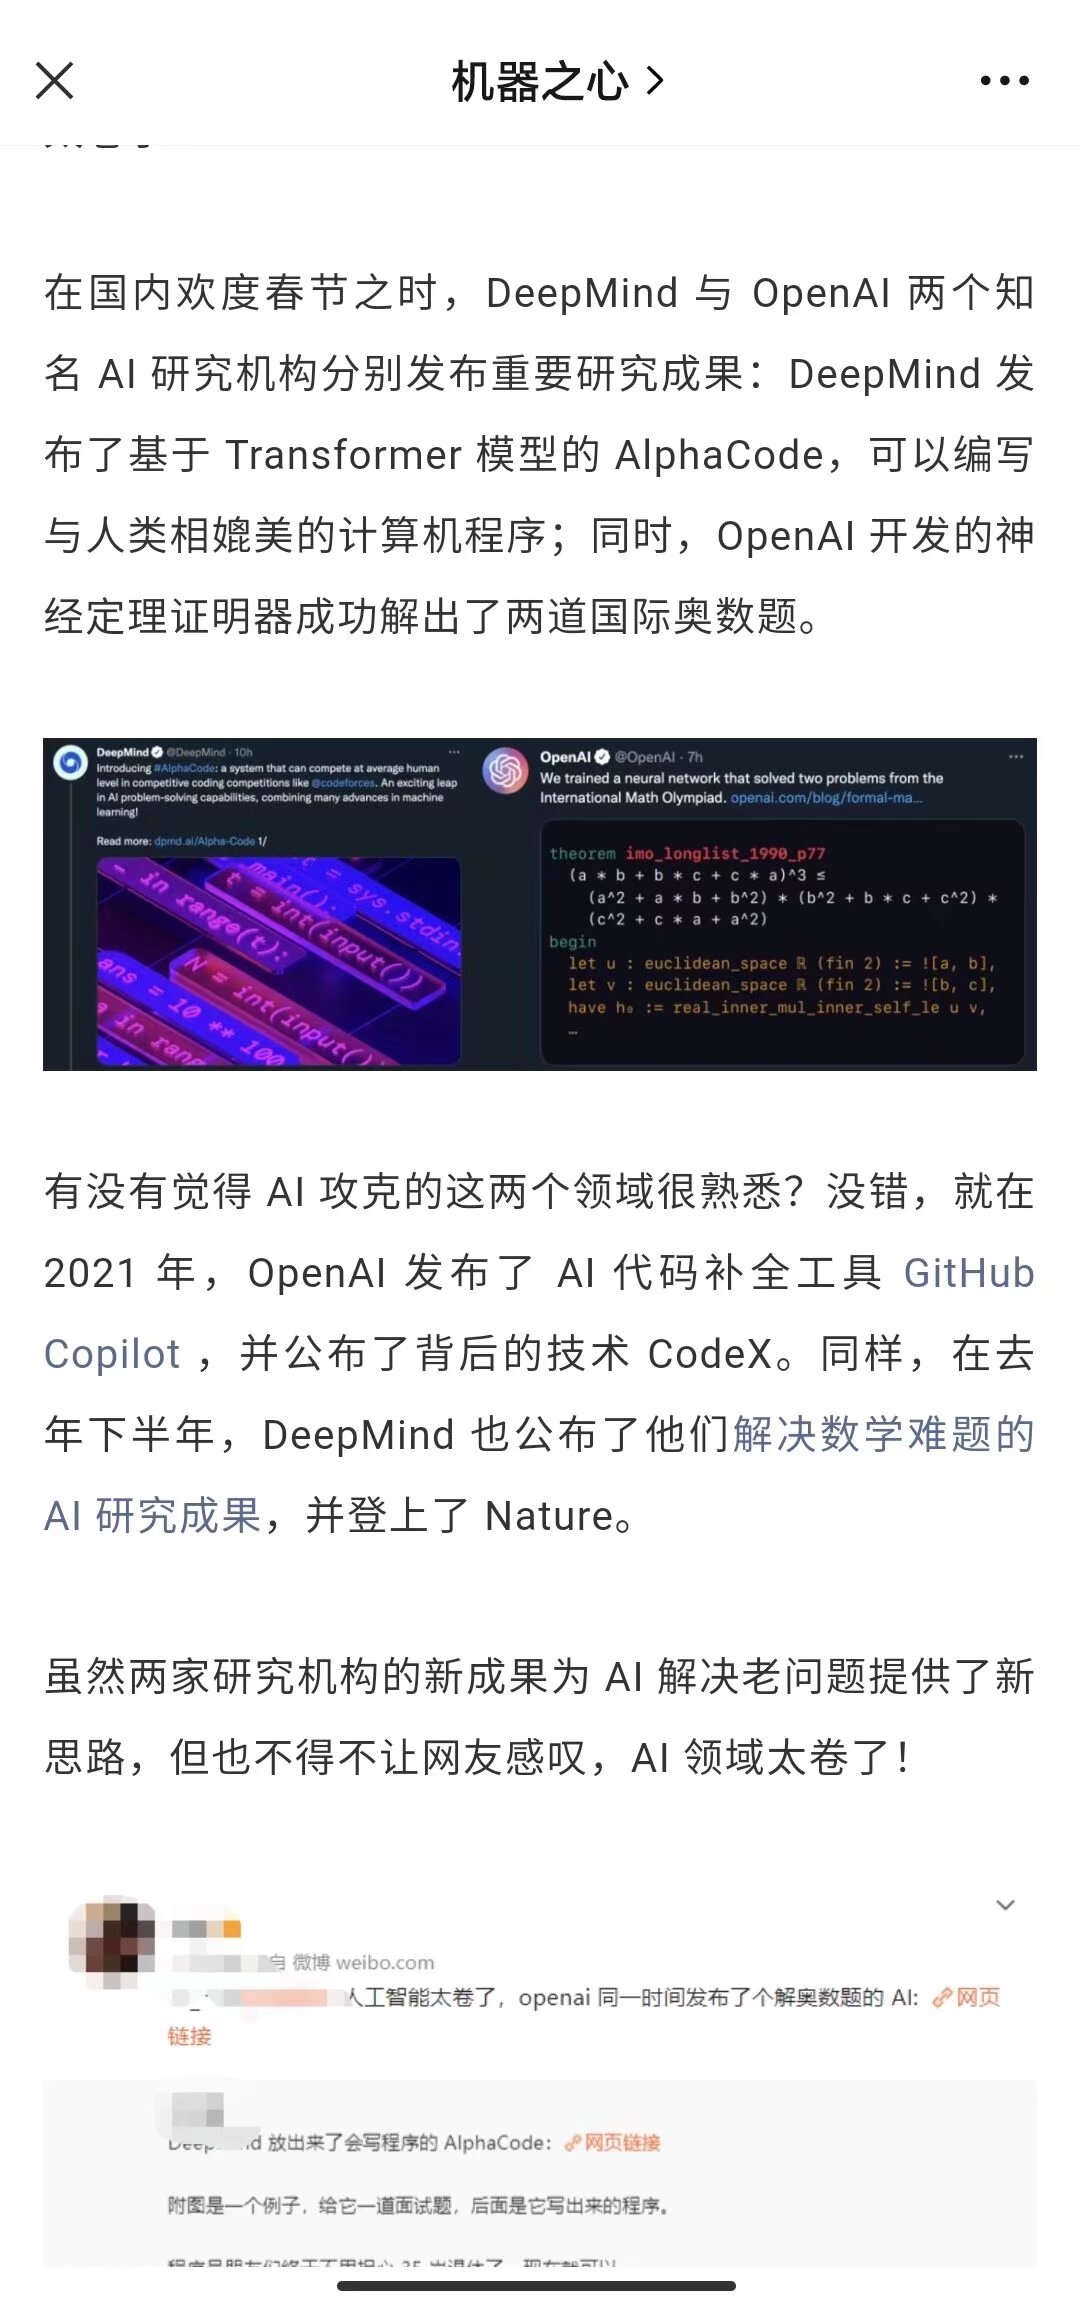 机器之心 >
在国内欢度春节之时，DeepMind 与 OpenAI 两个知
名 AI 研究机构分别发布重要研究成果：DeepMind 发
布了基于 Transformer 模型的 AlphaCode，可以编写
与人类相媲美的计算机程序；同时，OpenAI 开发的神
经定理证明器成功解出了两道国际奥数题。
DeepMind @DeepMind · 10h
Introducing #AlphaCode: a system that can compete at average human
level in competitive coding competitions like @codeforces. An exciting leap
in AI problem-solving capabilities, combining many advances in machine
learning!
Read more: dpmd.ai/Alpha-Code 1/
- in range(t):
main():
t = int(input())
= sys.stdin.
ans = 10 ** 100
N = int(input())
in range
OpenAI @OpenAI · 7h
We trained a neural network that solved two problems from the
International Math Olympiad. openai.com/blog/formal-ma...
theorem imo_longlist_1990_p77
(a * b + b * c + c * a)^3 ≤
(a^2 + a * b + b^2) * (b^2 + b * c + c^2) *
(c^2 + c * a + a^2)
begin
let u : euclidean_space ℝ (fin 2) := ![a, b],
let v : euclidean_space ℝ (fin 2) := ![b, c],
have h₀ := real_inner_mul_inner_self_le u v,
…
有没有觉得 AI 攻克的这两个领域很熟悉？没错，就在
2021 年，OpenAI 发布了 AI 代码补全工具 GitHub
Copilot ，并公布了背后的技术 CodeX。同样，在去
年下半年，DeepMind 也公布了他们解决数学难题的
AI 研究成果，并登上了 Nature。
虽然两家研究机构的新成果为 AI 解决老问题提供了新
思路，但也不得不让网友感叹，AI 领域太卷了！
自 微博 weibo.com
人工智能太卷了，openai 同一时间发布了个解奥数题的 AI: 网页
链接
放出来了会写程序的 AlphaCode： 网页链接
附图是一个例子，给它一道面试题，后面是它写出来的程序。